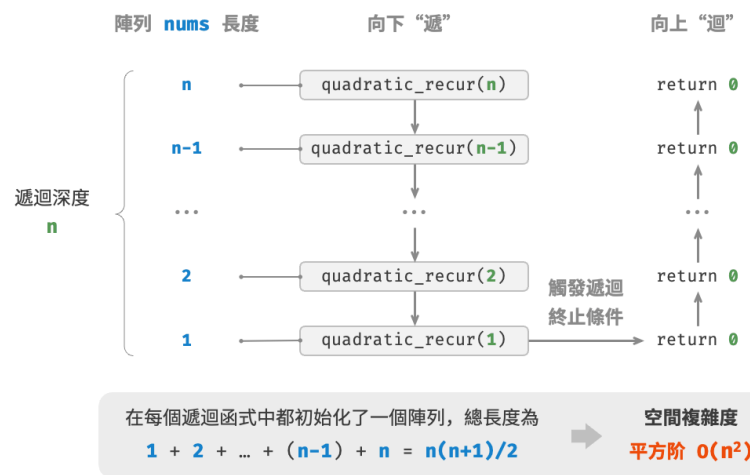 陣列 nums 長度 向下“遞” 向上“迴”
n quadratic_recur(n) return 0
n-1 quadratic_recur(n-1) return 0
遞迴深度
n
... ... ...
2 quadratic_recur(2) return 0
觸發遞迴
終止條件
1 quadratic_recur(1) return 0
在每個遞迴函式中都初始化了一個陣列，總長度為 空間複雜度
1 + 2 + … + (n-1) + n = n(n+1)/2 平方阶 O(n²)